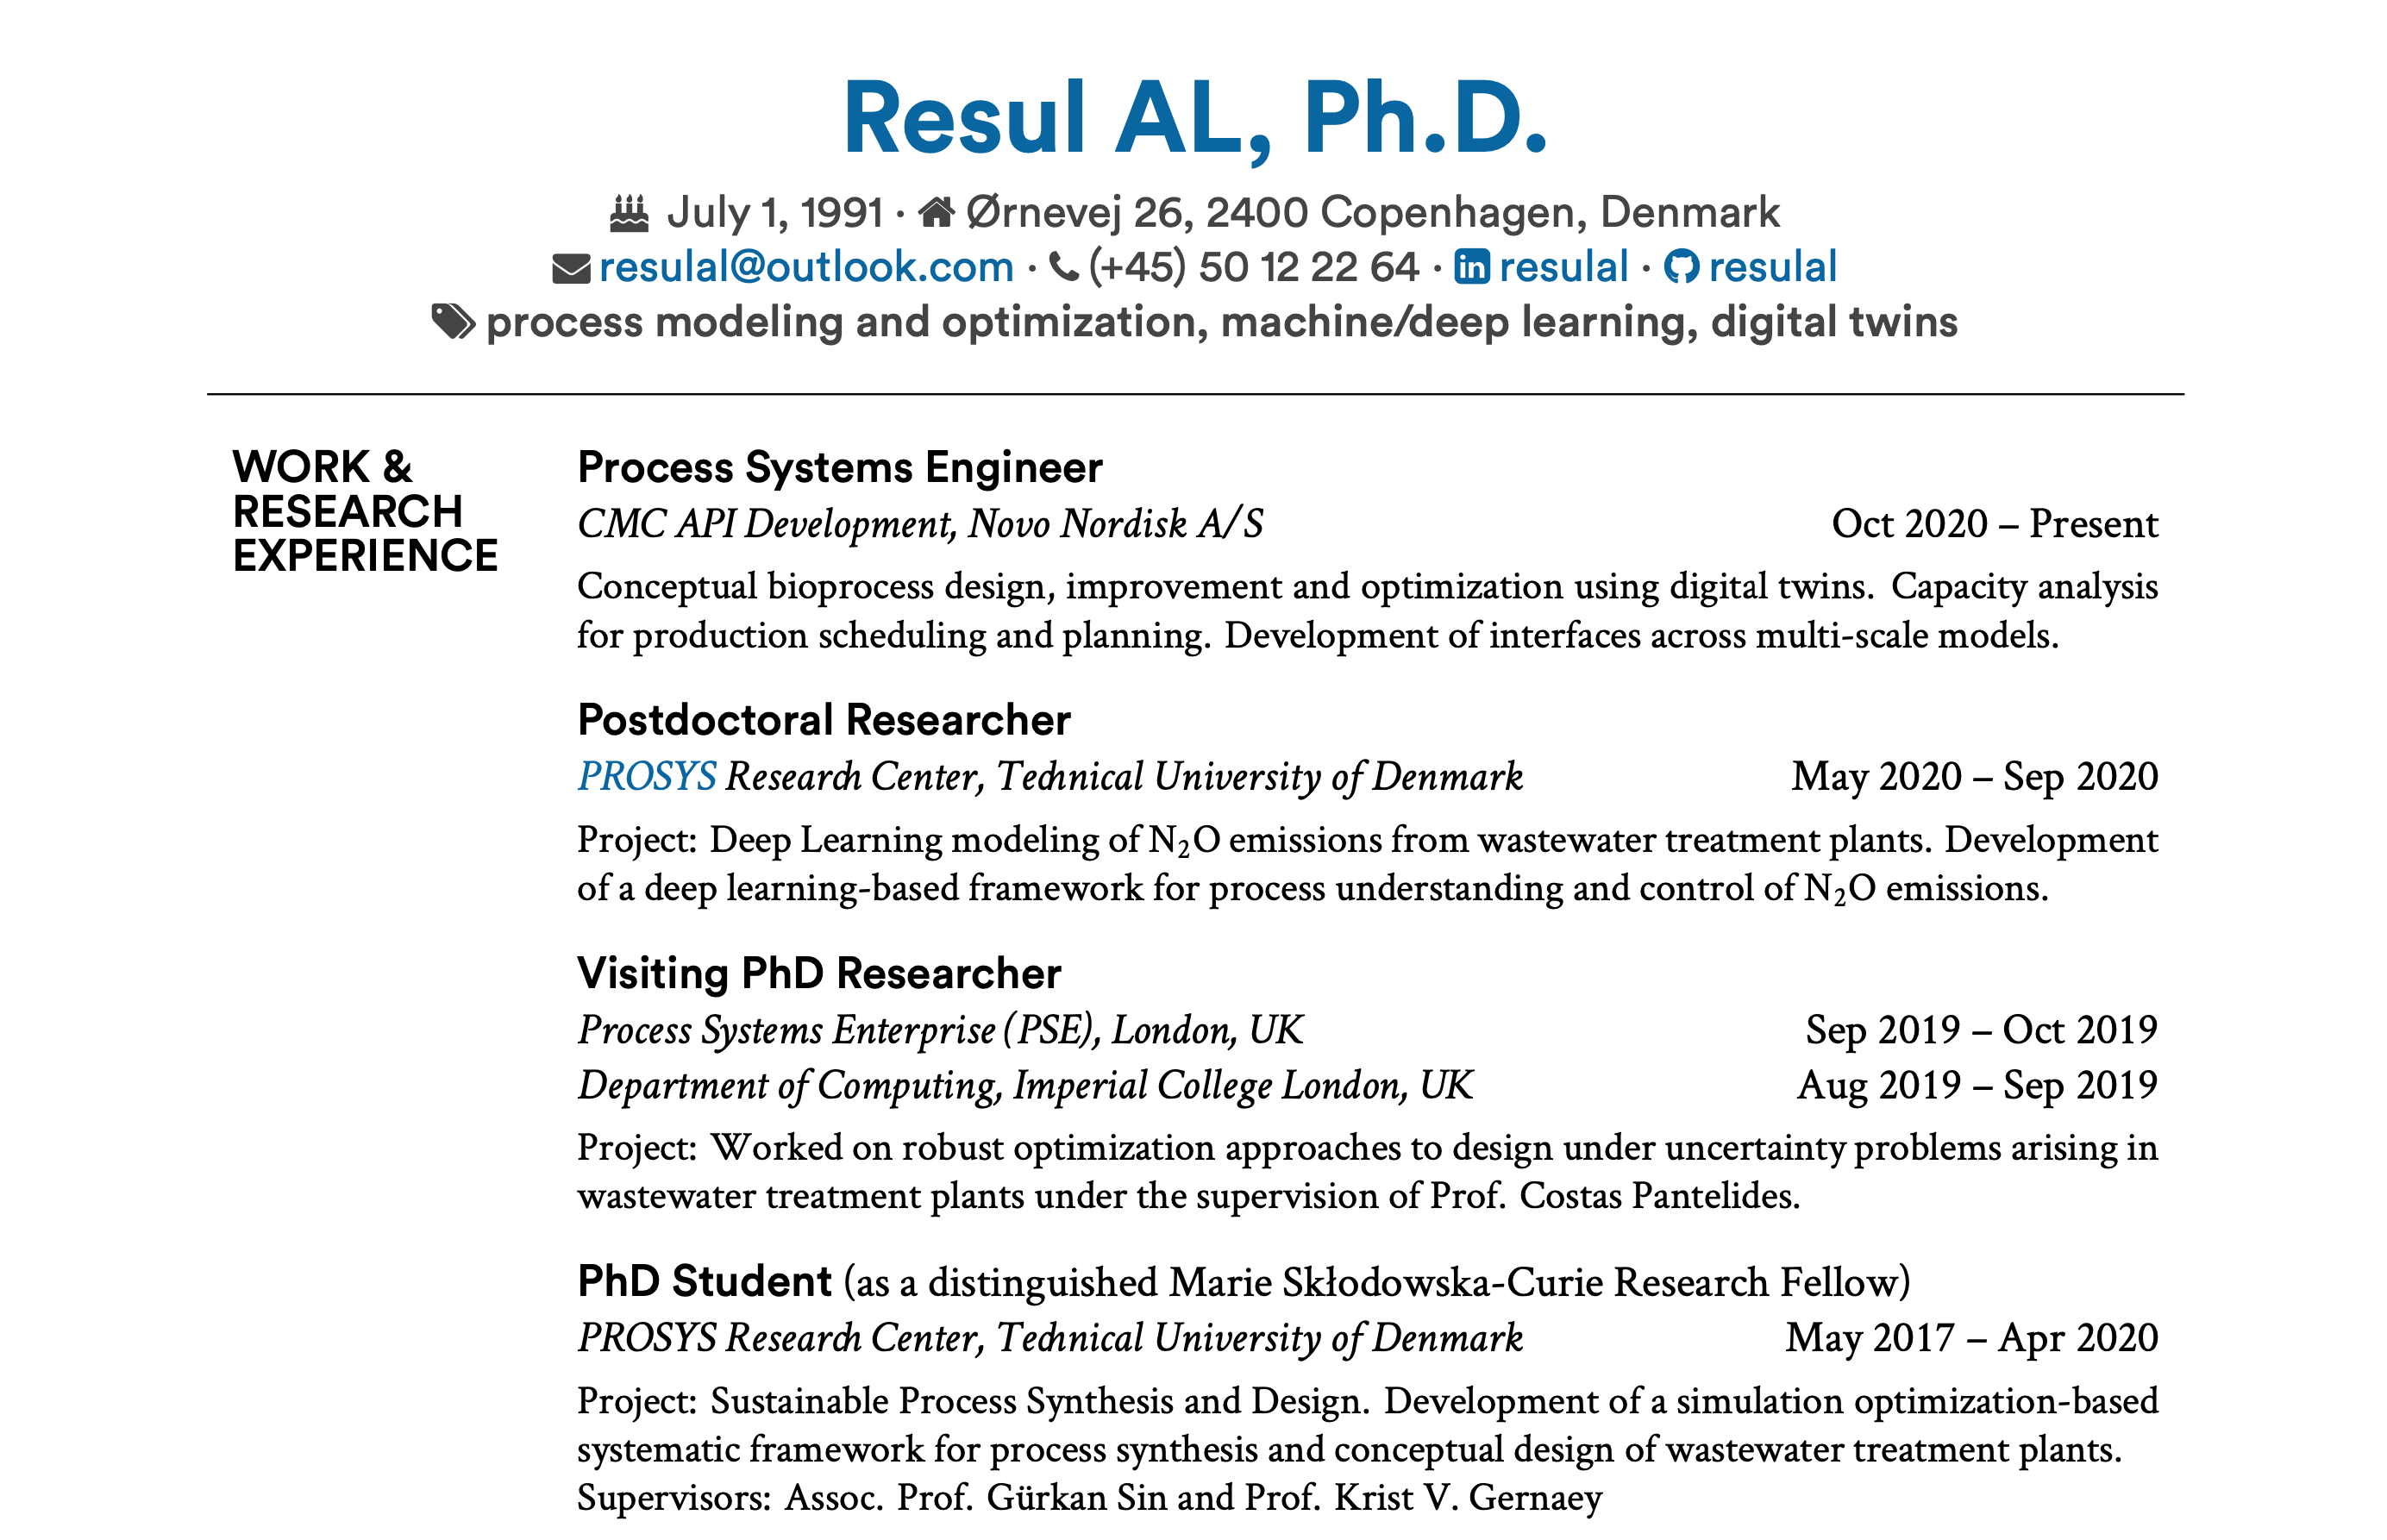 Resul AL, Ph.D.
July 1, 1991 · Ørnevej 26, 2400 Copenhagen, Denmark
resulal@outlook.com · (+45) 50 12 22 64 · resulal · resulal
process modeling and optimization, machine/deep learning, digital twins
WORK &
RESEARCH
EXPERIENCE
Process Systems Engineer
CMC API Development, Novo Nordisk A/S Oct 2020 – Present
Conceptual bioprocess design, improvement and optimization using digital twins. Capacity analysis
for production scheduling and planning. Development of interfaces across multi-scale models.
Postdoctoral Researcher
PROSYS Research Center, Technical University of Denmark May 2020 – Sep 2020
Project: Deep Learning modeling of N₂O emissions from wastewater treatment plants. Development
of a deep learning-based framework for process understanding and control of N₂O emissions.
Visiting PhD Researcher
Process Systems Enterprise (PSE), London, UK Sep 2019 – Oct 2019
Department of Computing, Imperial College London, UK Aug 2019 – Sep 2019
Project: Worked on robust optimization approaches to design under uncertainty problems arising in
wastewater treatment plants under the supervision of Prof. Costas Pantelides.
PhD Student (as a distinguished Marie Skłodowska-Curie Research Fellow)
PROSYS Research Center, Technical University of Denmark May 2017 – Apr 2020
Project: Sustainable Process Synthesis and Design. Development of a simulation optimization-based
systematic framework for process synthesis and conceptual design of wastewater treatment plants.
Supervisors: Assoc. Prof. Gürkan Sin and Prof. Krist V. Gernaey